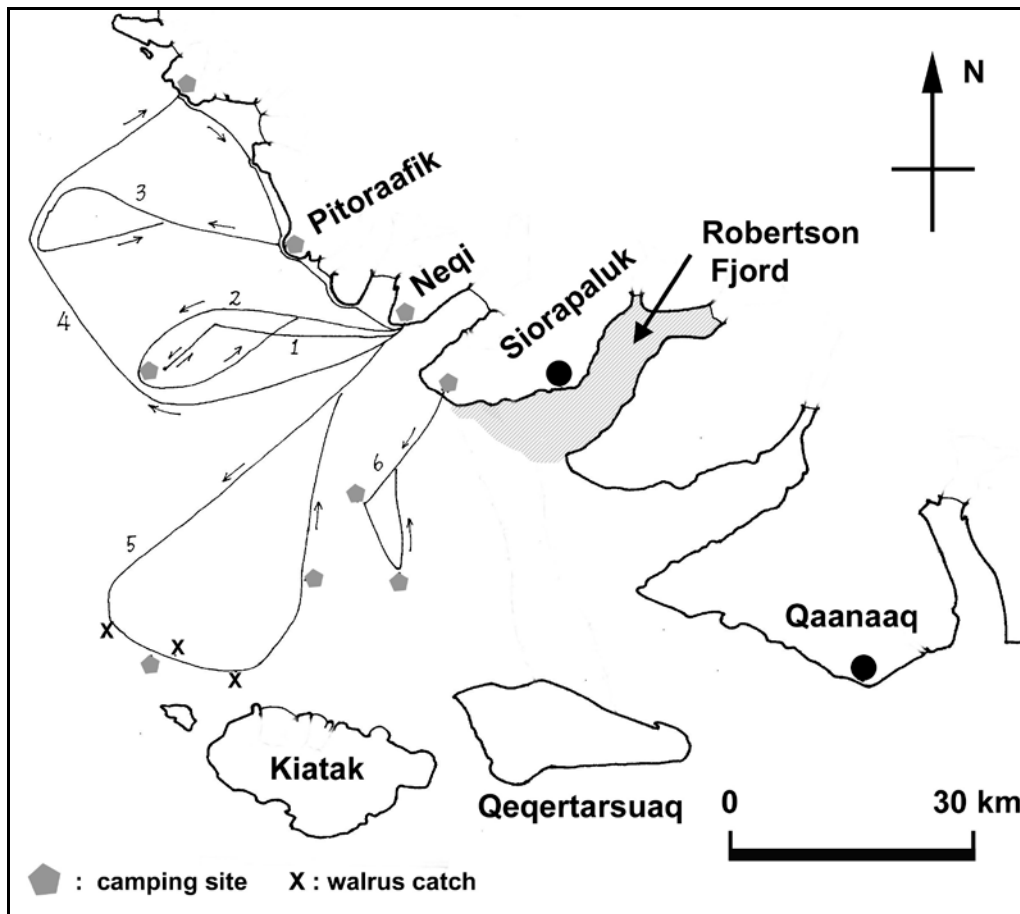 N
Pitoraafik
Robertson
Fjord
3
Neqi
2
Siorapaluk
4
1
6
5
Qaanaaq
Kiatak
Qeqertarsuaq
0 30 km
X
X
X
: camping site X : walrus catch